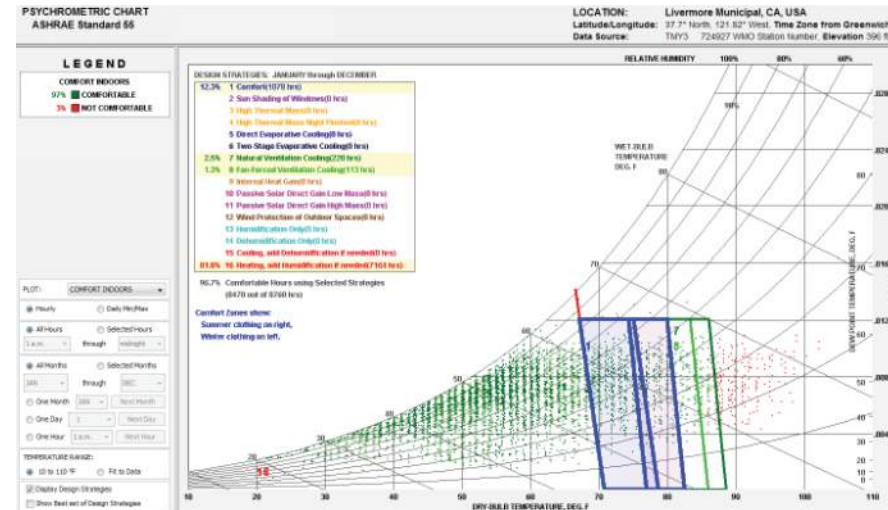 PSYCHROMETRIC CHART
ASHRAE Standard 55
LOCATION: Livermore Municipal, CA, USA
Latitude/Longitude: 37.7° North, 121.82° West, Time Zone from Greenwich
Data Source: TMY3 724927 WMO Station Number, Elevation 396 ft
LEGEND
COMFORT INDOORS
97% COMFORTABLE
3% NOT COMFORTABLE
DESIGN STRATEGIES: JANUARY through DECEMBER
12.3% 1 Comfort(1078 hrs)
2 Sun Shading of Windows(0 hrs)
3 High Thermal Mass(0 hrs)
4 High Thermal Mass Night Flushed(0 hrs)
5 Direct Evaporative Cooling(0 hrs)
6 Two-Stage Evaporative Cooling(0 hrs)
2.5% 7 Natural Ventilation Cooling(220 hrs)
1.3% 8 Fan-Forced Ventilation Cooling(113 hrs)
9 Internal Heat Gain(0 hrs)
10 Passive Solar Direct Gain Low Mass(0 hrs)
11 Passive Solar Direct Gain High Mass(0 hrs)
12 Wind Protection of Outdoor Spaces(0 hrs)
13 Humidification Only(0 hrs)
14 Dehumidification Only(0 hrs)
15 Cooling, add Dehumidification if needed(0 hrs)
81.8% 16 Heating, add Humidification if needed(7163 hrs)
96.7% Comfortable Hours using Selected Strategies
(8470 out of 8760 hrs)
Comfort Zones show:
Summer clothing on right,
Winter clothing on left.
RELATIVE HUMIDITY 100% 80% 60%
WET-BULB
TEMPERATURE
DEG. F
DEW POINT TEMPERATURE, DEG. F
PLOT: COMFORT INDOORS
Hourly Daily Min/Max
All Hours Selected Hours
1 a.m. through midnight
All Months Selected Months
JAN through DEC
One Month JAN Next Month
One Day 1 Next Day
One Hour 1 a.m. Next Hour
TEMPERATURE RANGE:
10 to 110 °F Fit to Data
Display Design Strategies
Show Best set of Design Strategies
1 7 8 16
10 20 30 40 50 60 70 80 90 100 110
DRY-BULB TEMPERATURE, DEG. F